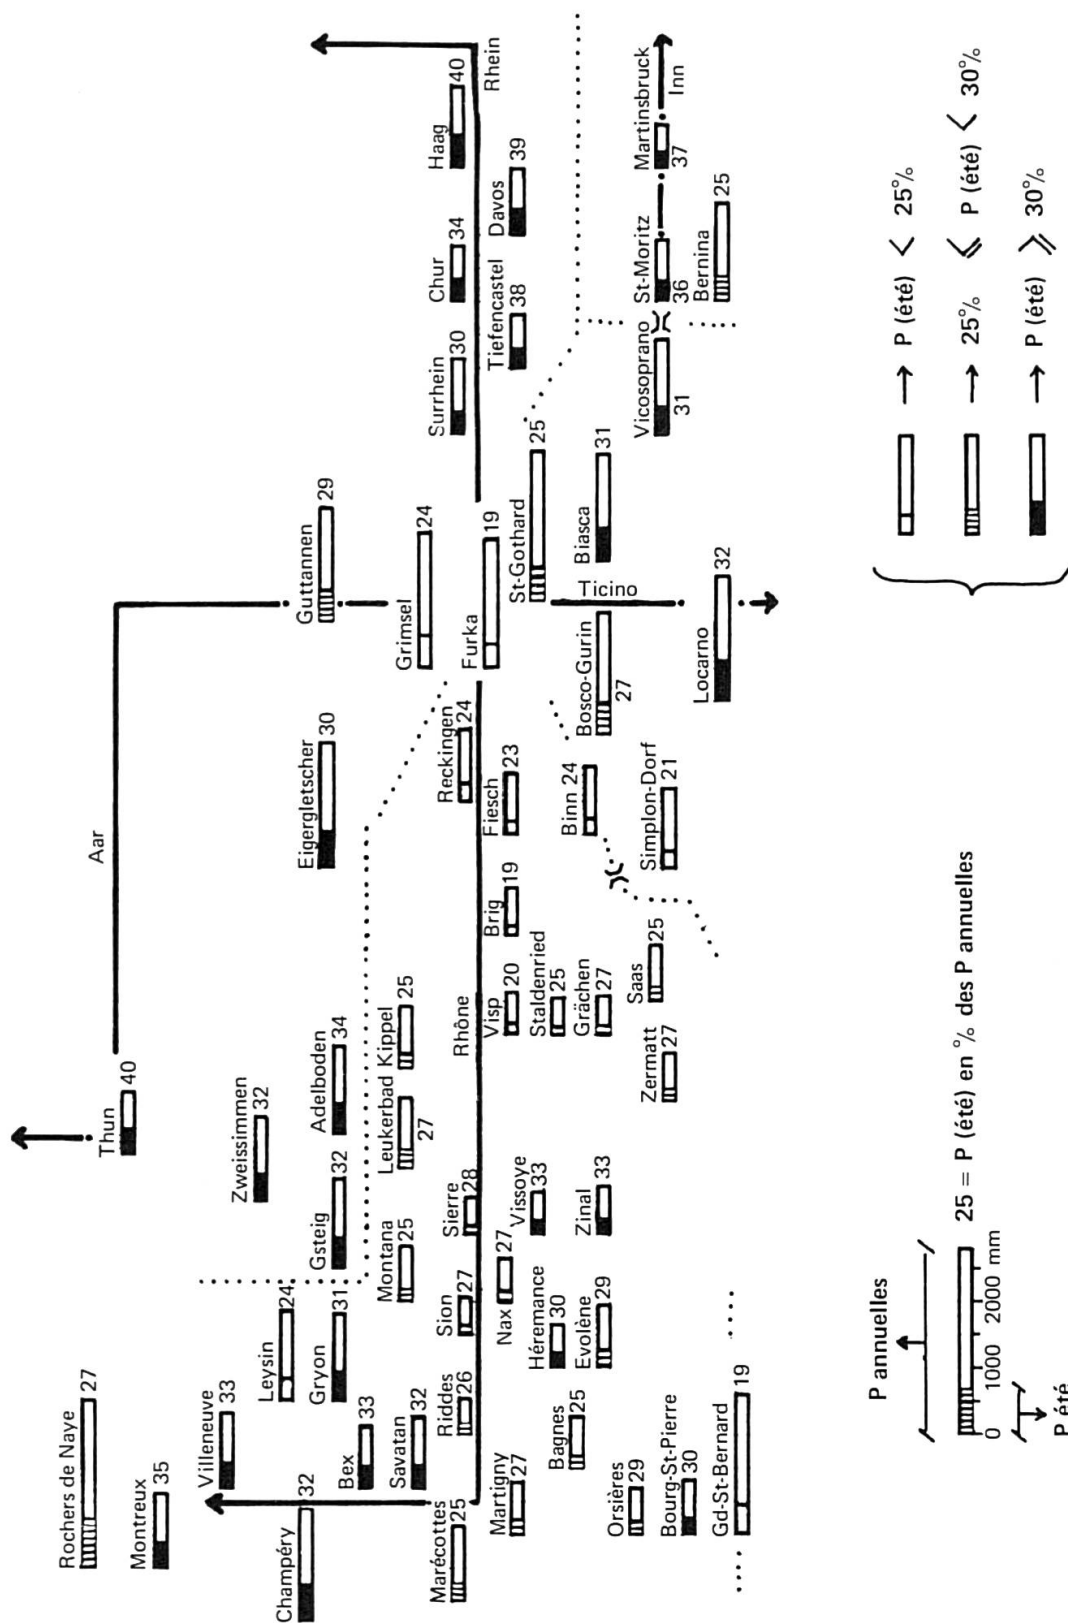 Rochers de Naye 27
Montreux 35
Villeneuve 33
Champéry 32
Leysin 24
Gryon 31
Bex 33
Savatan 32
Marécottes 25
Riddes 26
Martigny 27
Bagnes 25
Orsières 29
Bourg-St-Pierre 30
Gd-St-Bernard 19
Thun 40
Aar
Zweissimmen 32
Gsteig 32
Adelboden 34
Montana 25
Leukerbad 27
Kippel 25
Sion 27
Sierre 28
Rhône
Nax 27
Vissoye 33
Hérémance 30
Evolène 29
Zinal 33
Visp 20
Staldenried 25
Grächen 27
Zermatt 27
Saas 25
Brig 19
Eigergletscher 30
Reckingen 24
Fiesch 23
Binn 24
Simplon-Dorf 21
Guttannen 29
Grimsel 24
Furka 19
St-Gothard 25
Bosco-Gurin 27
Ticino
Biasca 31
Locarno 32
Surrhein 30
Chur 34
Haag 40
Rhein
Tiefencastel 38
Davos 39
Vicosoprano 31
St-Moritz 36
Martinsbruck 37
Inn
Bernina 25
P annuelles
25 = P (été) en % des P annuelles
0 1000 2000 mm
P été
P (été) < 25%
25% ≤ P (été) < 30%
P (été) ≥ 30%